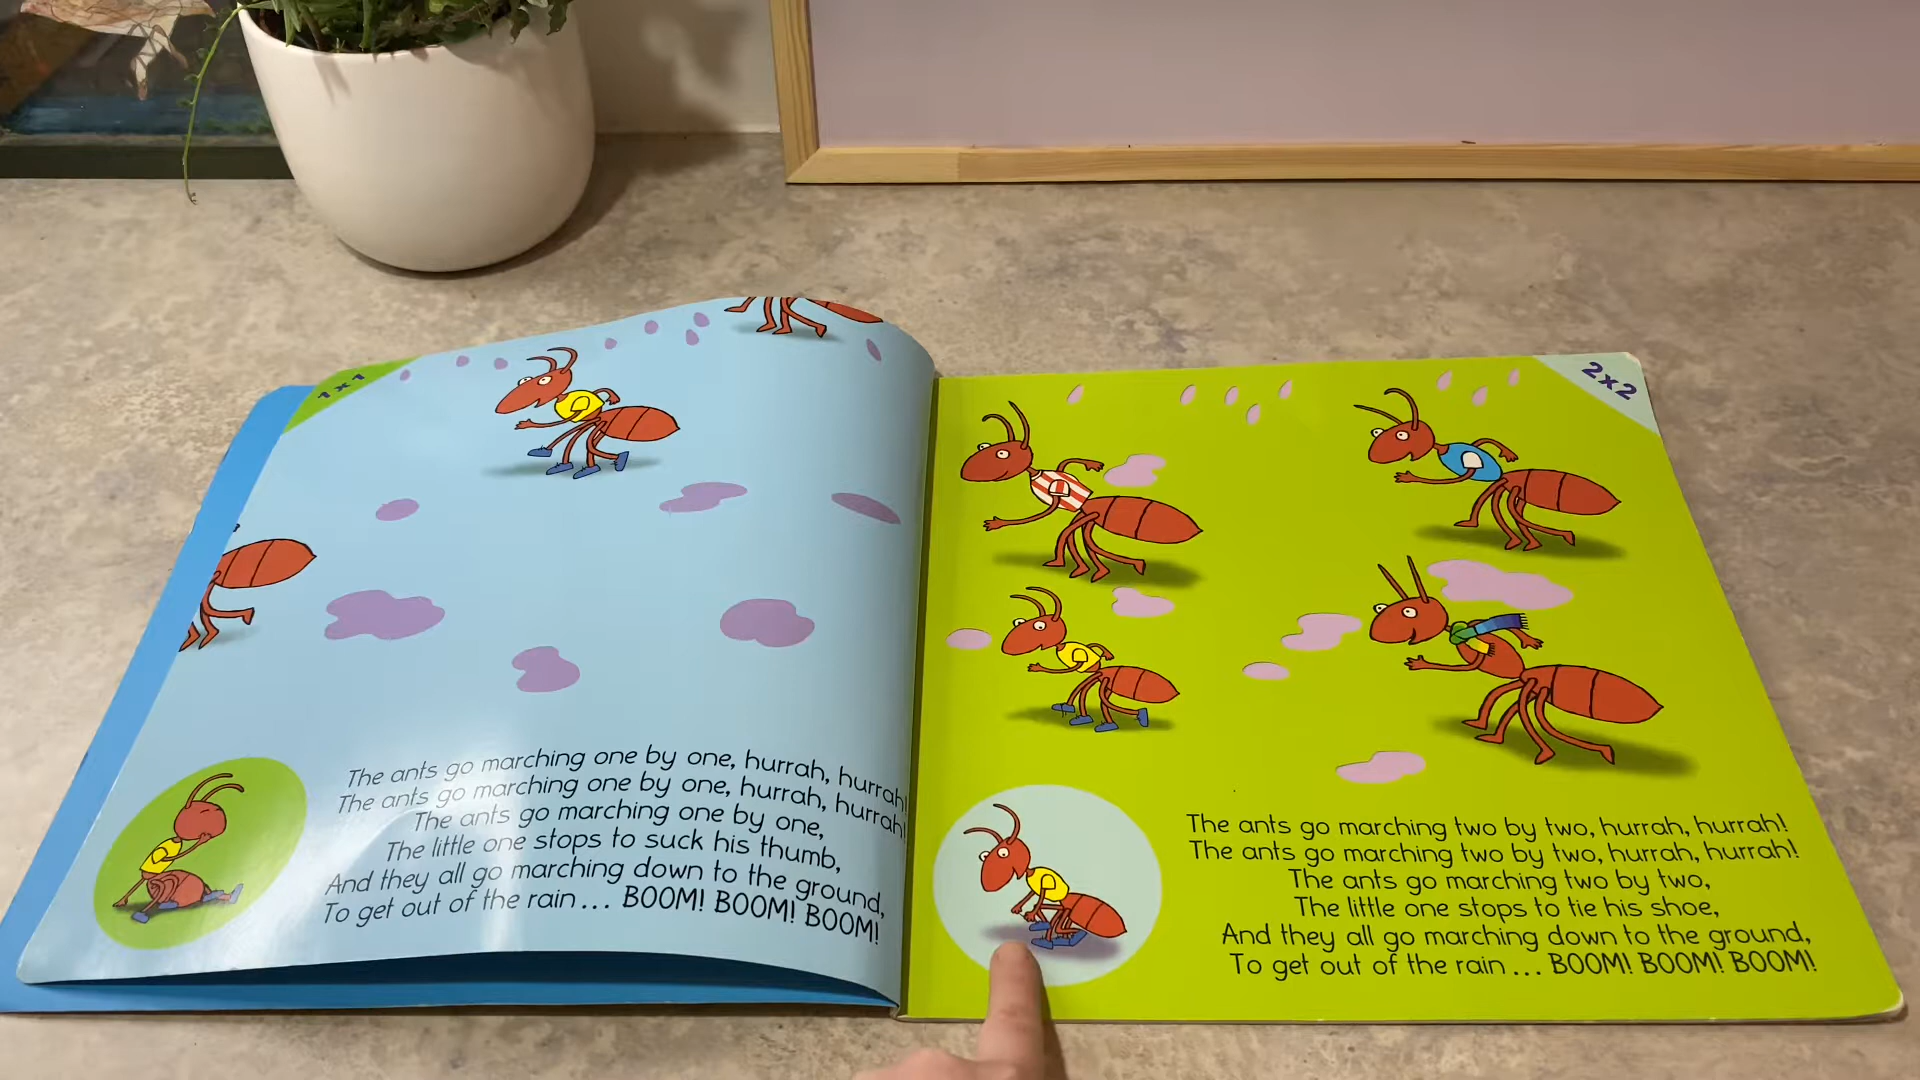 1x1
The ants go marching one by one, hurrah, hurrah!
The ants go marching one by one, hurrah, hurrah!
The ants go marching one by one,
The little one stops to suck his thumb,
And they all go marching down to the ground,
To get out of the rain... BOOM! BOOM! BOOM!
2x2
The ants go marching two by two, hurrah, hurrah!
The ants go marching two by two, hurrah, hurrah!
The ants go marching two by two,
The little one stops to tie his shoe,
And they all go marching down to the ground,
To get out of the rain... BOOM! BOOM! BOOM!